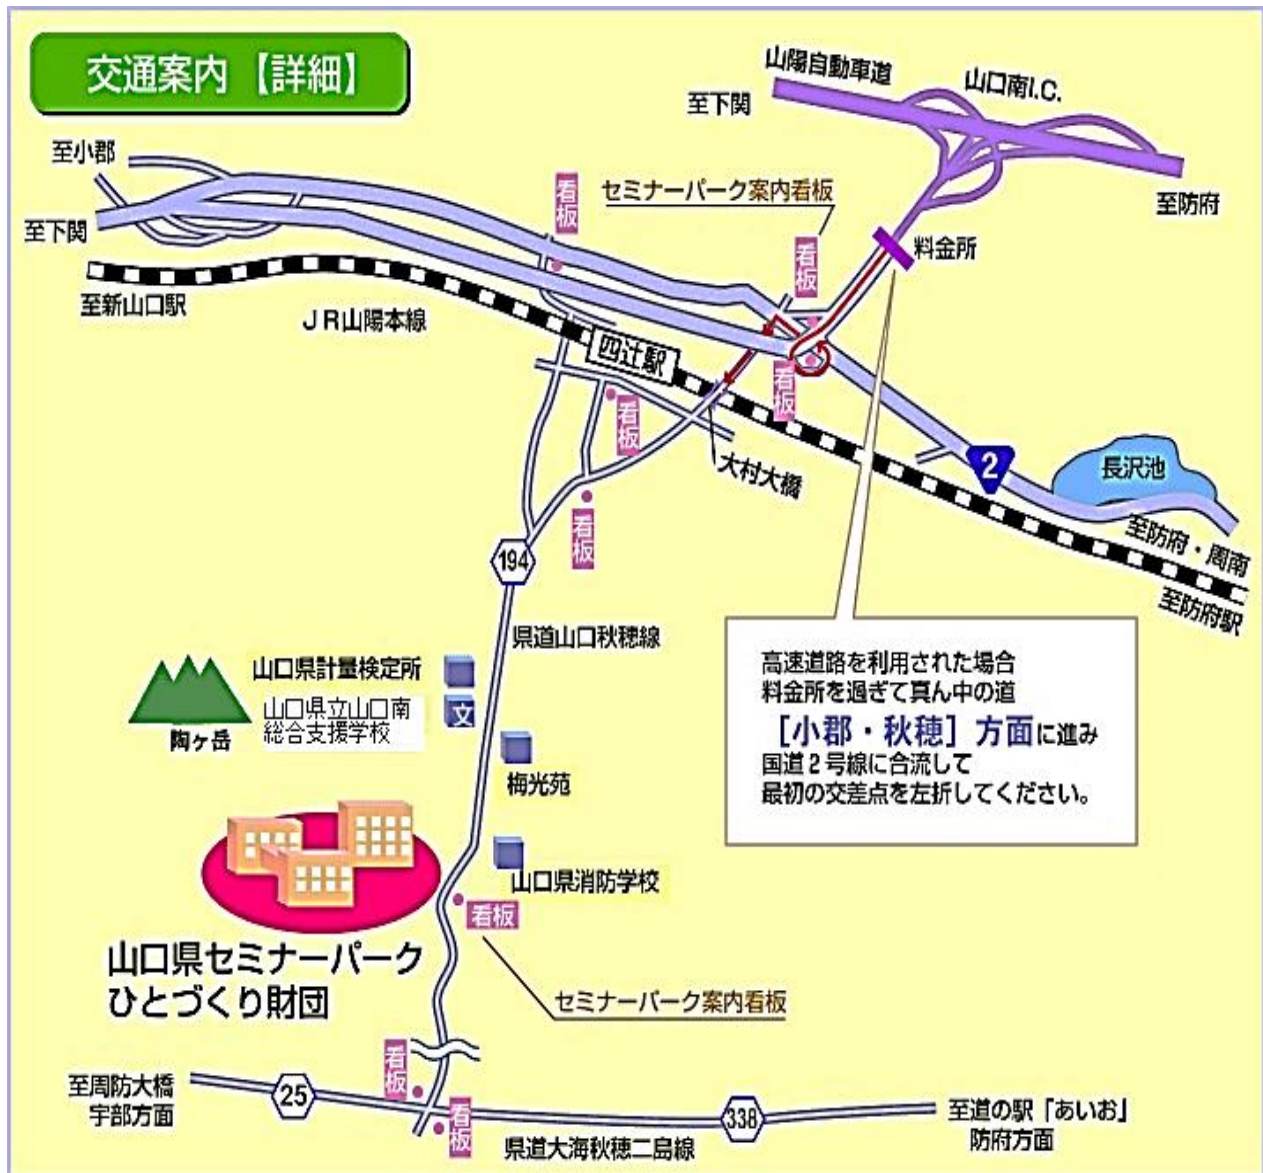 交通案内【詳細】
山陽自動車道
山口南I.C.
至下関
至防府
至小郡
至下関
看板
セミナーパーク案内看板
看板
料金所
至新山口駅
JR山陽本線
四辻駅
看板
看板
大村大橋
2
長沢池
至防府・周南
至防府駅
看板
194
県道山口秋穂線
高速道路を利用された場合
料金所を過ぎて真ん中の道
[小郡・秋穂]方面に進み
国道2号線に合流して
最初の交差点を左折してください。
山口県計量検定所
山口県立山口南
総合支援学校
文
陶ヶ岳
梅光苑
山口県消防学校
看板
山口県セミナーパーク
ひとづくり財団
セミナーパーク案内看板
看板
至周防大橋
宇部方面
25
看板
338
県道大海秋穂二島線
至道の駅「あいお」
防府方面